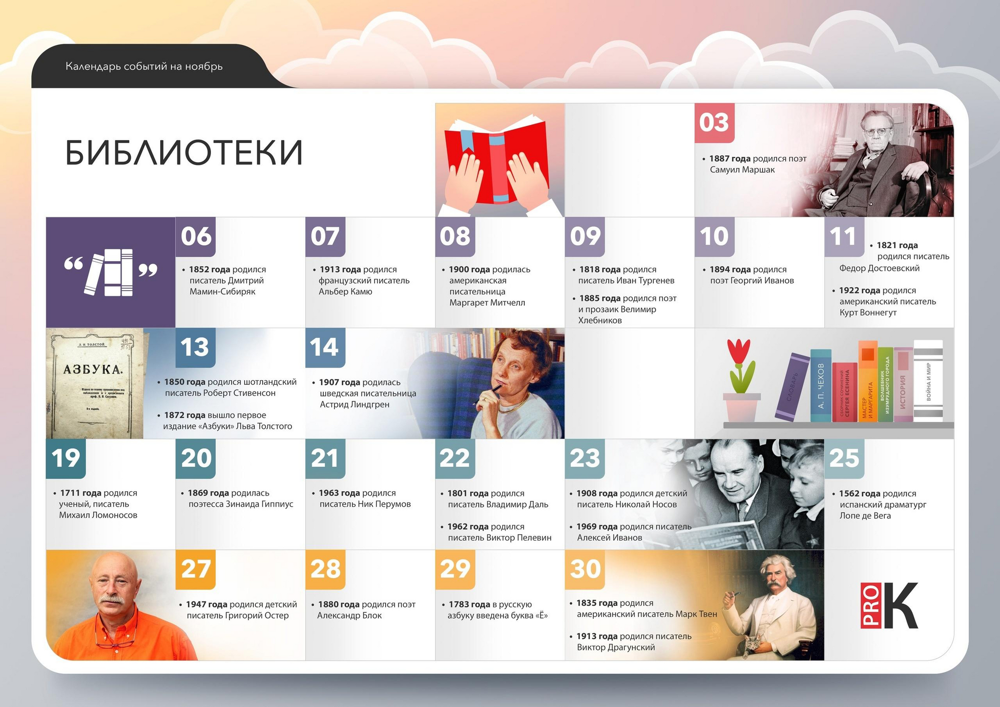 Календарь событий на ноябрь
БИБЛИОТЕКИ
03
• 1887 года родился поэт
Самуил Маршак
06
• 1852 года родился
писатель Дмитрий
Мамин-Сибиряк
07
• 1913 года родился
французский писатель
Альбер Камю
08
• 1900 года родилась
американская
писательница
Маргарет Митчелл
09
• 1818 года родился
писатель Иван Тургенев
• 1885 года родился поэт
и прозаик Велимир
Хлебников
10
• 1894 года родился
поэт Георгий Иванов
11
• 1821 года
родился писатель
Федор Достоевский
• 1922 года родился
американский писатель
Курт Воннегут
Л. Н. ТОЛСТОЙ.
АЗБУКА.
2-е издание.
13
• 1850 года родился шотландский
писатель Роберт Стивенсон
• 1872 года вышло первое
издание «Азбуки» Льва Толстого
14
• 1907 года родилась
шведская писательница
Астрид Линдгрен
СЛОВАРЬ
А. П. ЧЕХОВ
СБОРНИК СОЧИНЕНИЙ
СЕРГЕЯ ЕСЕНИНА
МАСТЕР
И МАРГАРИТА
ВОЛШЕБНИК
ИЗУМРУДНОГО ГОРОДА
ИСТОРИЯ
ВОЙНА И МИР
19
• 1711 года родился
ученый, писатель
Михаил Ломоносов
20
• 1869 года родилась
поэтесса Зинаида Гиппиус
21
• 1963 года родился
писатель Ник Перумов
22
• 1801 года родился
писатель Владимир Даль
• 1962 года родился
писатель Виктор Пелевин
23
• 1908 года родился детский
писатель Николай Носов
• 1969 года родился писатель
Алексей Иванов
25
• 1562 года родился
испанский драматург
Лопе де Вега
27
• 1947 года родился детский
писатель Григорий Остер
28
• 1880 года родился поэт
Александр Блок
29
• 1783 года в русскую
азбуку введена буква «Ё»
30
• 1835 года родился
американский писатель Марк Твен
• 1913 года родился писатель
Виктор Драгунский
PRO К